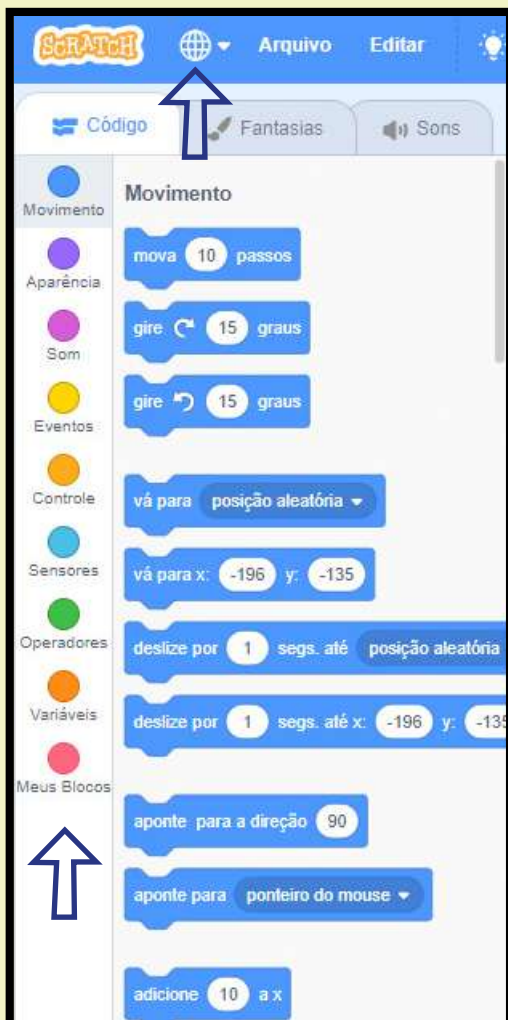 SCRATCH Arquivo Editar
Código Fantasias Sons
Movimento
Aparência
Som
Eventos
Controle
Sensores
Operadores
Variáveis
Meus Blocos
Movimento
mova 10 passos
gire 15 graus
gire 15 graus
vá para posição aleatória
vá para x: -196 y: -135
deslize por 1 segs. até posição aleatória
deslize por 1 segs. até x: -196 y: -135
aponte para a direção 90
aponte para ponteiro do mouse
adicione 10 a x